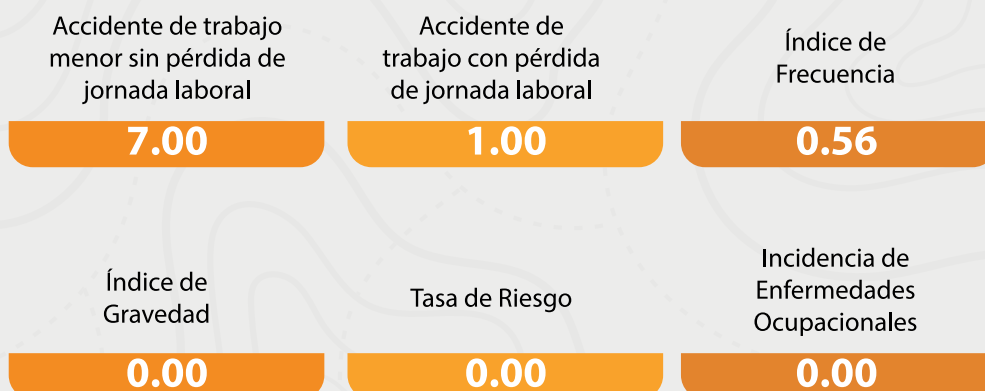 Accidente de trabajo
menor sin pérdida de
jornada laboral
7.00
Accidente de
trabajo con pérdida
de jornada laboral
1.00
Índice de
Frecuencia
0.56
Índice de
Gravedad
0.00
Tasa de Riesgo
0.00
Incidencia de
Enfermedades
Ocupacionales
0.00